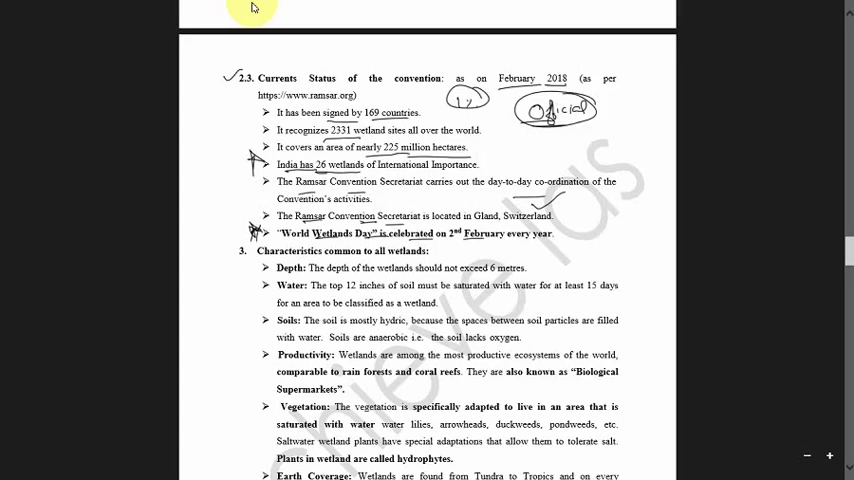 2.3. Currents Status of the convention: as on February 2018 (as per
https://www.ramsar.org)
Official
➢ It has been signed by 169 countries.
➢ It recognizes 2331 wetland sites all over the world.
➢ It covers an area of nearly 225 million hectares.
➢ India has 26 wetlands of International Importance.
➢ The Ramsar Convention Secretariat carries out the day-to-day co-ordination of the
Convention's activities.
➢ The Ramsar Convention Secretariat is located in Gland, Switzerland.
➢ "World Wetlands Day" is celebrated on 2nd February every year.
3. Characteristics common to all wetlands:
➢ Depth: The depth of the wetlands should not exceed 6 metres.
➢ Water: The top 12 inches of soil must be saturated with water for at least 15 days
for an area to be classified as a wetland.
➢ Soils: The soil is mostly hydric, because the spaces between soil particles are filled
with water. Soils are anaerobic i.e. the soil lacks oxygen.
➢ Productivity: Wetlands are among the most productive ecosystems of the world,
comparable to rain forests and coral reefs. They are also known as "Biological
Supermarkets".
➢ Vegetation: The vegetation is specifically adapted to live in an area that is
saturated with water water lilies, arrowheads, duckweeds, pondweeds, etc.
Saltwater wetland plants have special adaptations that allow them to tolerate salt.
Plants in wetland are called hydrophytes.
➢ Earth Coverage: Wetlands are found from Tundra to Tropics and on every
chieve Ias